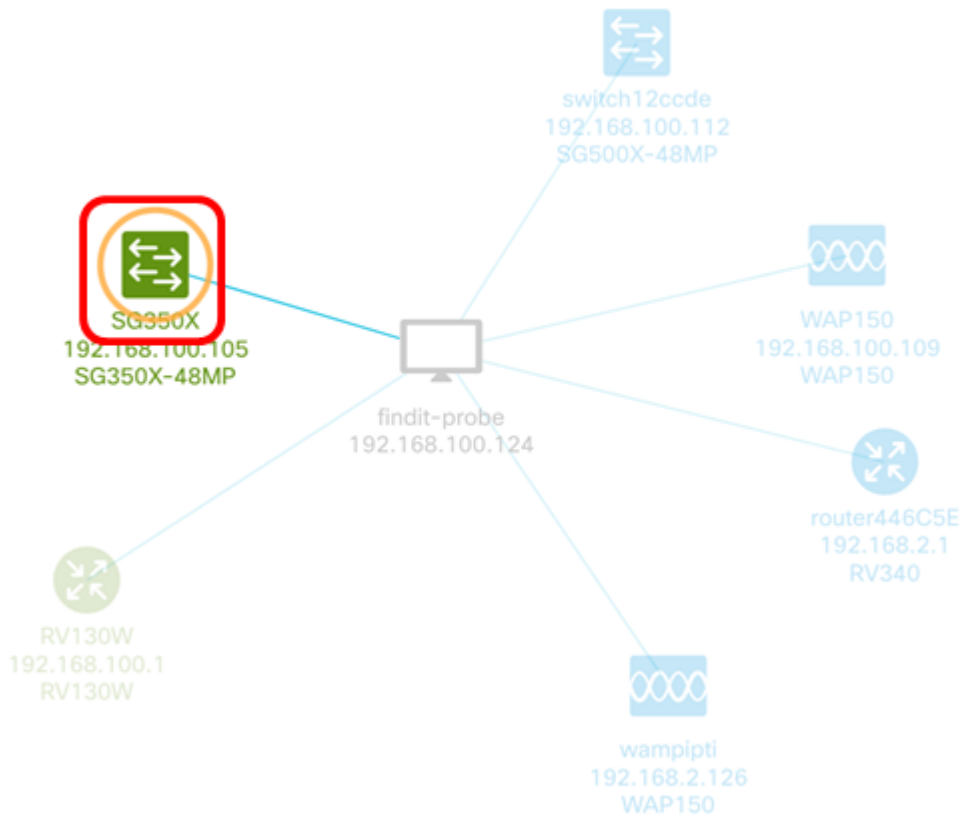 switch12ccde
192.168.100.112
SG500X-48MP
SG350X
192.168.100.105
SG350X-48MP
WAP150
192.168.100.109
WAP150
findit-probe
192.168.100.124
router446C5E
192.168.2.1
RV340
RV130W
192.168.100.1
RV130W
wampipti
192.168.2.126
WAP150